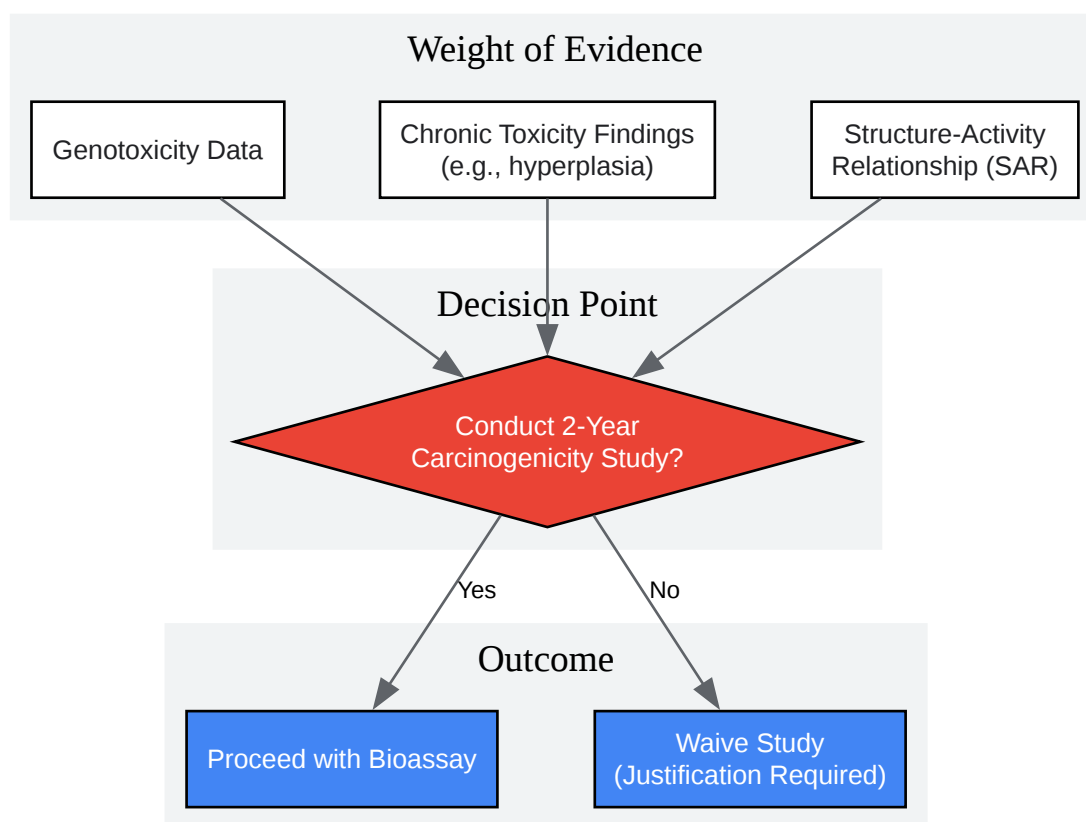 Weight of Evidence
Genotoxicity Data
Chronic Toxicity Findings
(e.g., hyperplasia)
Structure-Activity
Relationship (SAR)
Decision Point
Conduct 2-Year
Carcinogenicity Study?
Yes
No
Outcome
Proceed with Bioassay
Waive Study
(Justification Required)